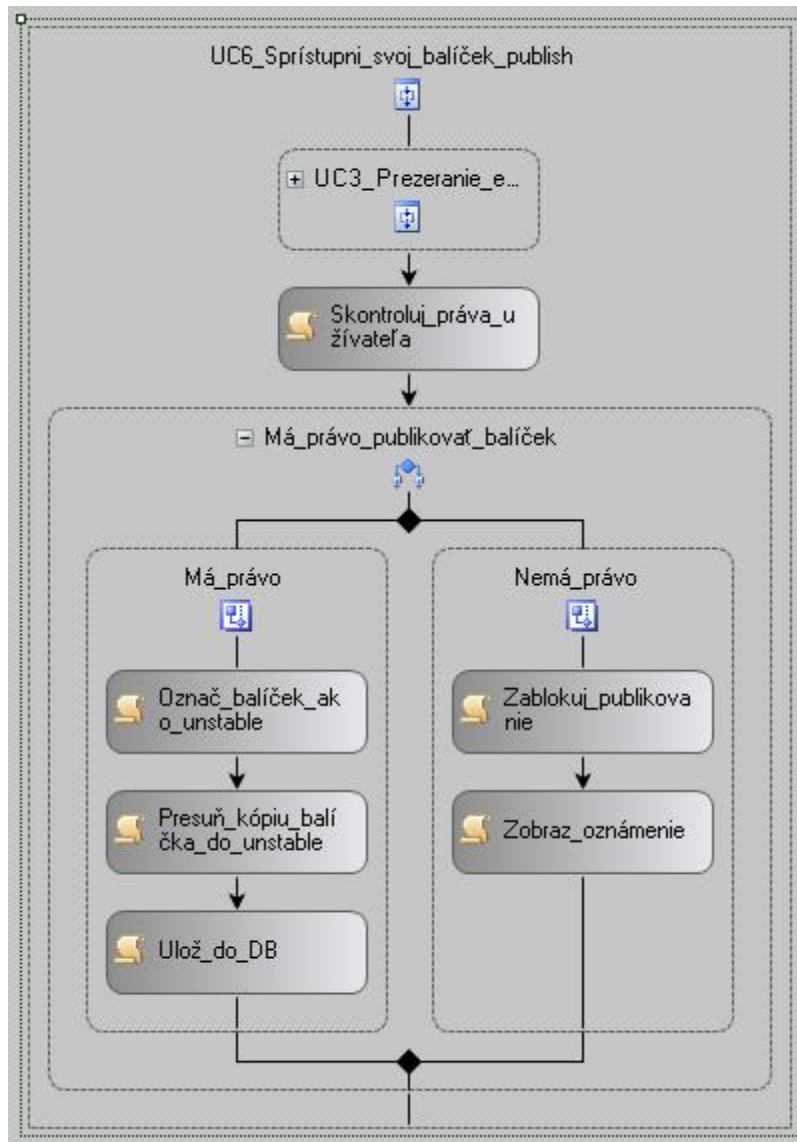 UC6_Sprístupni_svoj_balíček_publish
UC3_Prezeranie_e...
Skontroluj_práva_u
žívateľa
Má_právo_publikovať_balíček
Má_právo
Označ_balíček_ak
o_unstable
Presuň_kópiu_balí
čka_do_unstable
Ulož_do_DB
Nemá_právo
Zablokuj_publikova
nie
Zobraz_oznámenie